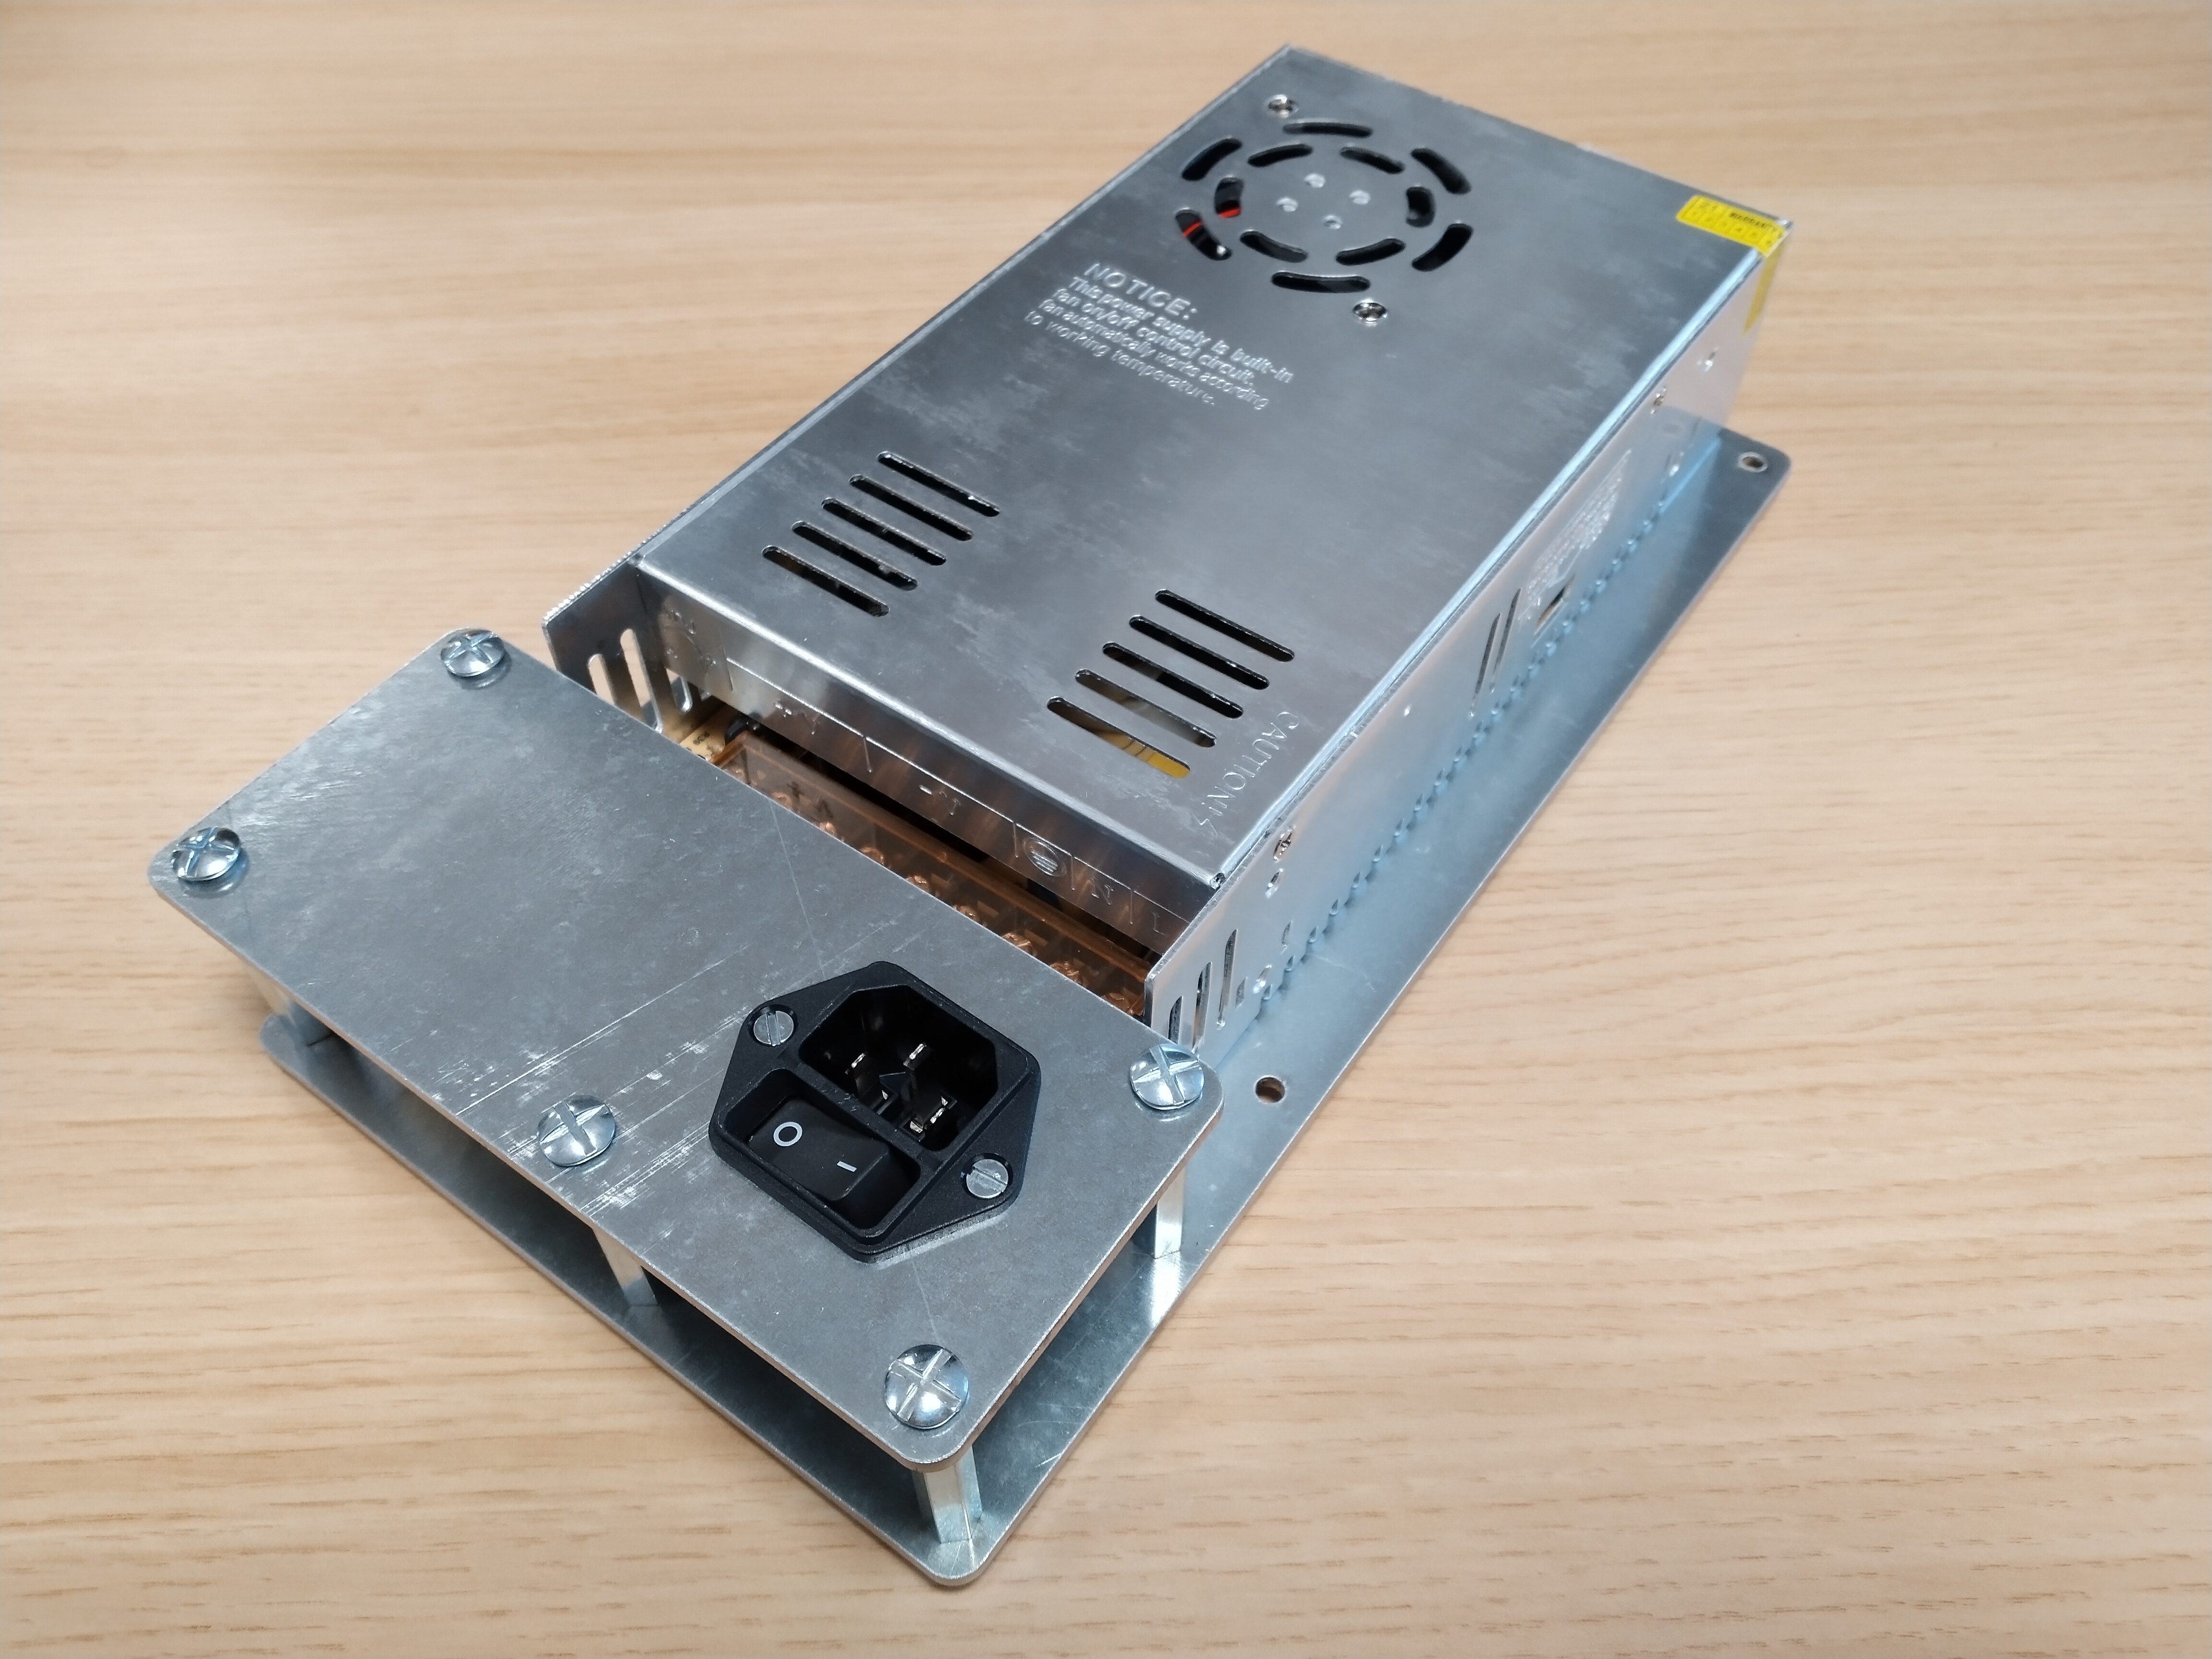 NOTICE:
This power supply is built-in
fan on/off control circuit.
fan automatically works according
to working temperature.
CAUTION!
+V
-V
N
L
O
I